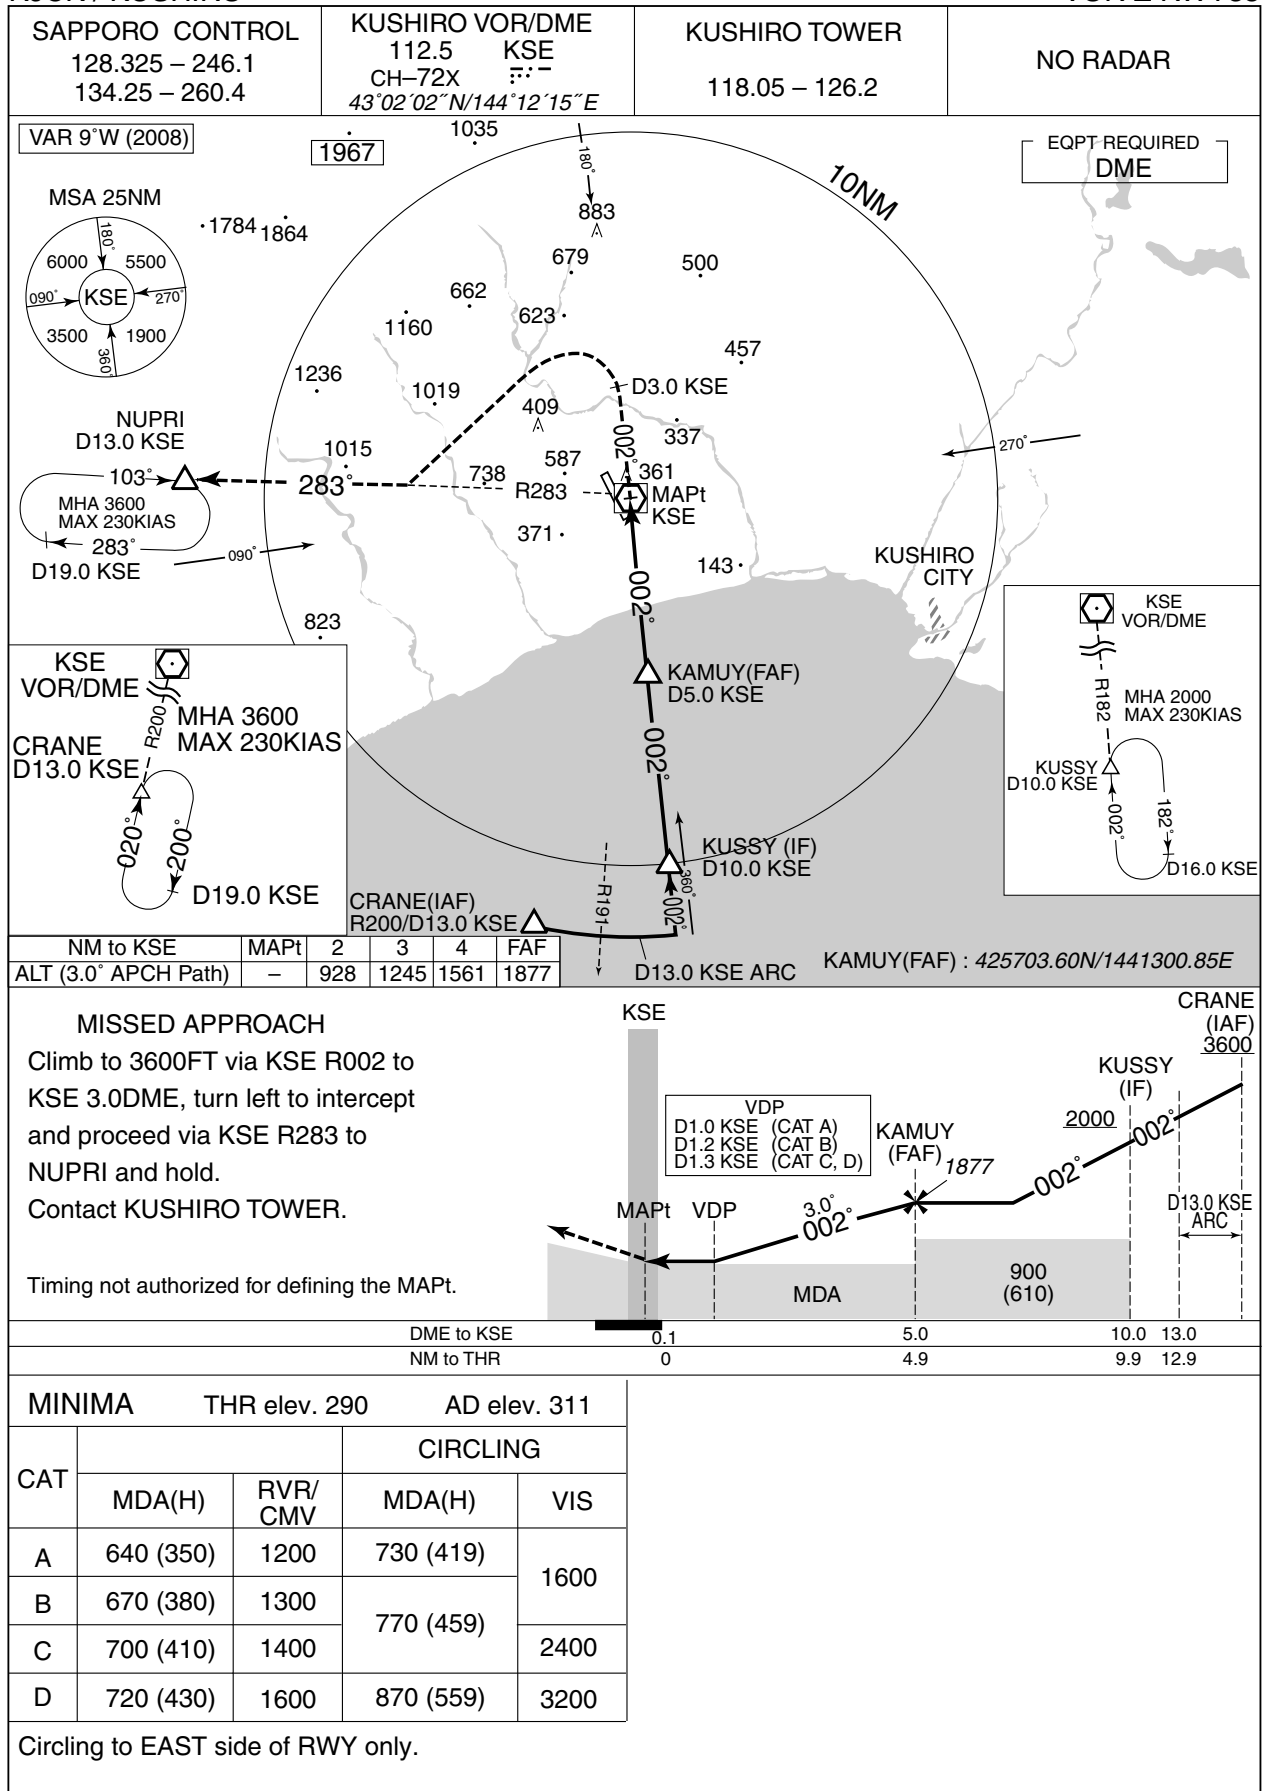 SAPPORO CONTROL
128.325 – 246.1
134.25 – 260.4
KUSHIRO VOR/DME
112.5 KSE
CH–72X
43°02´02˝N/144°12´15˝E
KUSHIRO TOWER
118.05 – 126.2
NO RADAR
VAR 9°W (2008)
1967
1035
180°
10NM
EQPT REQUIRED
DME
MSA 25NM
180°
6000 5500
090° KSE 270°
3500 1900
360°
1784
1864
883
679
500
662
623
1160
457
1236
1019
D3.0 KSE
409
337
NUPRI
D13.0 KSE
1015
002°
270°
103°
283°
738
587
R283
361
MAPt
KSE
MHA 3600
MAX 230KIAS
283°
D19.0 KSE
090°
371
143
KUSHIRO
CITY
002°
823
KSE
VOR/DME
R200
MHA 3600
MAX 230KIAS
CRANE
D13.0 KSE
020°
200°
D19.0 KSE
KAMUY(FAF)
D5.0 KSE
002°
KSE
VOR/DME
R182
MHA 2000
MAX 230KIAS
KUSSY
D10.0 KSE
002°
182°
D16.0 KSE
KUSSY (IF)
D10.0 KSE
360°
002°
R191
CRANE(IAF)
R200/D13.0 KSE
D13.0 KSE ARC
KAMUY(FAF) : 425703.60N/1441300.85E
NM to KSE MAPt 2 3 4 FAF
ALT (3.0° APCH Path) – 928 1245 1561 1877
MISSED APPROACH
Climb to 3600FT via KSE R002 to
KSE 3.0DME, turn left to intercept
and proceed via KSE R283 to
NUPRI and hold.
Contact KUSHIRO TOWER.
Timing not authorized for defining the MAPt.
KSE
VDP
D1.0 KSE (CAT A)
D1.2 KSE (CAT B)
D1.3 KSE (CAT C, D)
CRANE
(IAF)
3600
KUSSY
(IF)
2000
002°
KAMUY
(FAF)
1877
002°
D13.0 KSE
ARC
MAPt VDP
3.0°
002°
MDA
900
(610)
DME to KSE 0.1 5.0 10.0 13.0
NM to THR 0 4.9 9.9 12.9
MINIMA THR elev. 290 AD elev. 311
CAT
CIRCLING
MDA(H) RVR/CMV MDA(H) VIS
A 640 (350) 1200 730 (419) 1600
B 670 (380) 1300 770 (459)
C 700 (410) 1400 2400
D 720 (430) 1600 870 (559) 3200
Circling to EAST side of RWY only.